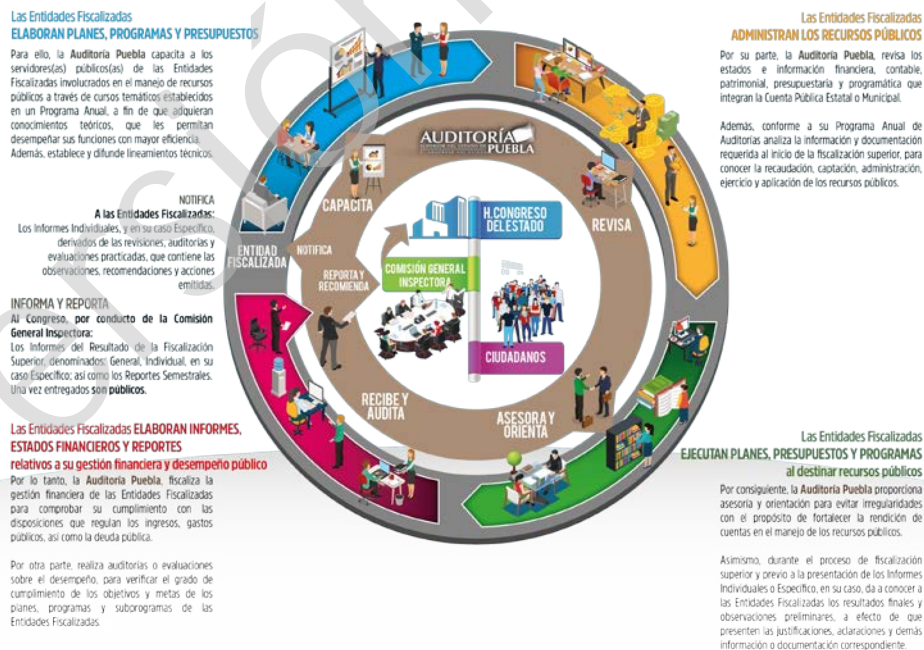 Las Entidades Fiscalizadas
ELABORAN PLANES, PROGRAMAS Y PRESUPUESTOS
Para ello, la Auditoría Puebla capacita a los
servidores(as) públicos(as) de las Entidades
Fiscalizadas involucrados en el manejo de recursos
públicos a través de cursos temáticos establecidos
en un Programa Anual, a fin de que adquieran
conocimientos teóricos, que les permitan
desempeñar sus funciones con mayor eficiencia.
Además, establece y difunde lineamientos técnicos.
NOTIFICA
A las Entidades Fiscalizadas:
Los Informes Individuales, y en su caso Específico,
derivados de las revisiones, auditorías y
evaluaciones practicadas, que contiene las
observaciones, recomendaciones y acciones
emitidas.
INFORMA Y REPORTA
Al Congreso, por conducto de la Comisión
General Inspectora:
Los Informes del Resultado de la Fiscalización
Superior, denominados: General, Individual, en su
caso Específico; así como los Reportes Semestrales.
Una vez entregados son públicos.
Las Entidades Fiscalizadas ELABORAN INFORMES,
ESTADOS FINANCIEROS Y REPORTES
relativos a su gestión financiera y desempeño público
Por lo tanto, la Auditoría Puebla, fiscaliza la
gestión financiera de las Entidades Fiscalizadas
para comprobar su cumplimiento con las
disposiciones que regulan los ingresos, gastos
públicos, así como la deuda pública.
Por otra parte, realiza auditorías o evaluaciones
sobre el desempeño, para verificar el grado de
cumplimiento de los objetivos y metas de los
planes, programas y subprogramas de las
Entidades Fiscalizadas.
AUDITORÍA
PUEBLA
CAPACITA
REVISA
ENTIDAD
FISCALIZADA
NOTIFICA
REPORTA Y
RECOMIENDA
H. CONGRESO
DEL ESTADO
COMISIÓN GENERAL
INSPECTORA
CIUDADANOS
RECIBE Y
AUDITA
ASESORA Y
ORIENTA
Las Entidades Fiscalizadas
ADMINISTRAN LOS RECURSOS PÚBLICOS
Por su parte, la Auditoría Puebla, revisa los
estados e información financiera, contable,
patrimonial, presupuestaria y programática que
integran la Cuenta Pública Estatal o Municipal.
Además, conforme a su Programa Anual de
Auditorías analiza la información y documentación
requerida al inicio de la fiscalización superior, para
conocer la recaudación, captación, administración,
ejercicio y aplicación de los recursos públicos.
Las Entidades Fiscalizadas
EJECUTAN PLANES, PRESUPUESTOS Y PROGRAMAS
al destinar recursos públicos
Por consiguiente, la Auditoría Puebla proporciona
asesoría y orientación para evitar irregularidades
con el propósito de fortalecer la rendición de
cuentas en el manejo de los recursos públicos.
Asimismo, durante el proceso de fiscalización
superior y previo a la presentación de los Informes
Individuales o Específico, en su caso, da a conocer a
las Entidades Fiscalizadas los resultados finales y
observaciones preliminares, a efecto de que
presenten las justificaciones, aclaraciones y demás
información o documentación correspondiente.